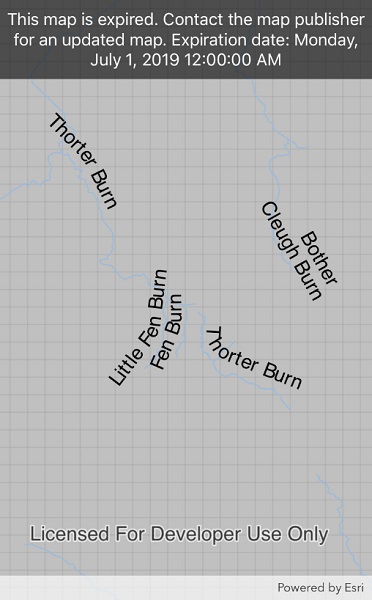 This map is expired. Contact the map publisher
for an updated map. Expiration date: Monday,
July 1, 2019 12:00:00 AM
Thorter Burn
Bother
Cleugh Burn
Little Fen Burn
Fen Burn
Thorter Burn
Licensed For Developer Use Only
Powered by Esri